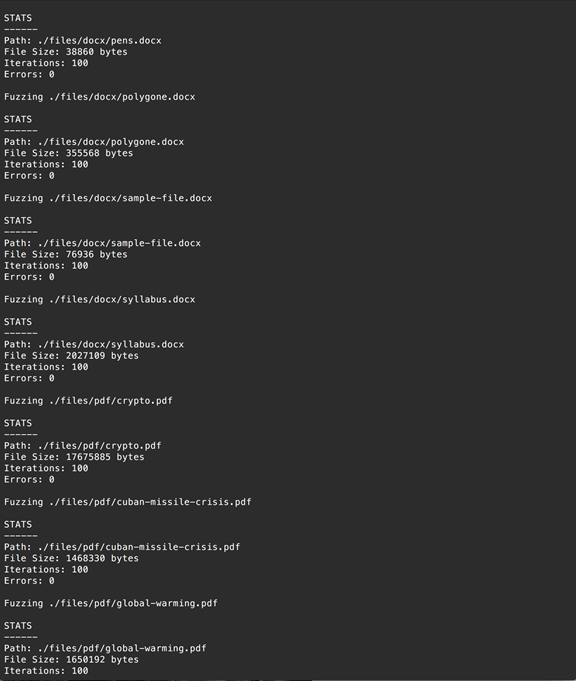 STATS
------
Path: ./files/docx/pens.docx
File Size: 38860 bytes
Iterations: 100
Errors: 0
Fuzzing ./files/docx/polygone.docx
STATS
------
Path: ./files/docx/polygone.docx
File Size: 355568 bytes
Iterations: 100
Errors: 0
Fuzzing ./files/docx/sample-file.docx
STATS
------
Path: ./files/docx/sample-file.docx
File Size: 76936 bytes
Iterations: 100
Errors: 0
Fuzzing ./files/docx/syllabus.docx
STATS
------
Path: ./files/docx/syllabus.docx
File Size: 2027109 bytes
Iterations: 100
Errors: 0
Fuzzing ./files/pdf/crypto.pdf
STATS
------
Path: ./files/pdf/crypto.pdf
File Size: 17675885 bytes
Iterations: 100
Errors: 0
Fuzzing ./files/pdf/cuban-missile-crisis.pdf
STATS
------
Path: ./files/pdf/cuban-missile-crisis.pdf
File Size: 1468330 bytes
Iterations: 100
Errors: 0
Fuzzing ./files/pdf/global-warming.pdf
STATS
------
Path: ./files/pdf/global-warming.pdf
File Size: 1650192 bytes
Iterations: 100